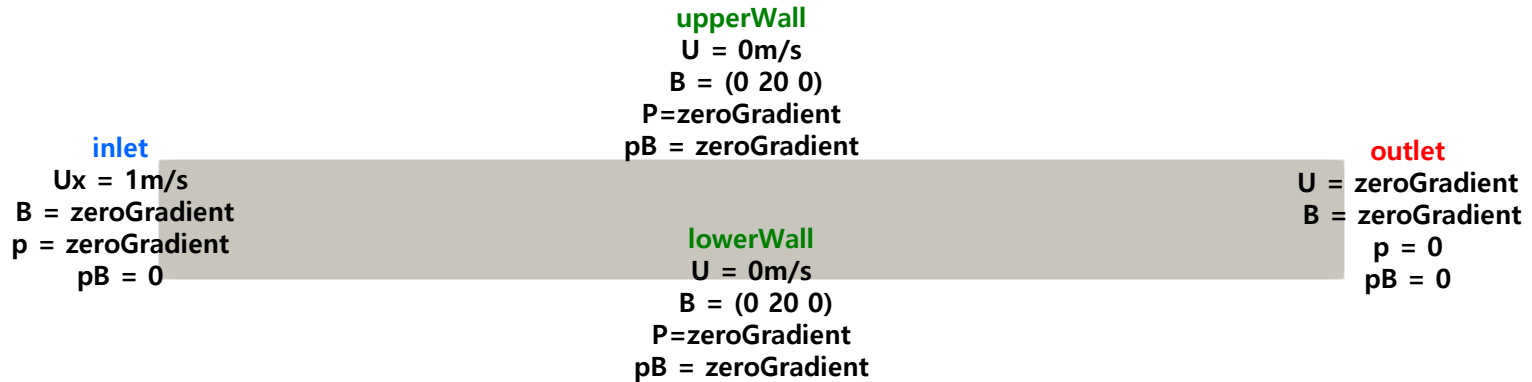 upperWall
U = 0m/s
B = (0 20 0)
P=zeroGradient
pB = zeroGradient
inlet
Ux = 1m/s
B = zeroGradient
p = zeroGradient
pB = 0
lowerWall
U = 0m/s
B = (0 20 0)
P=zeroGradient
pB = zeroGradient
outlet
U = zeroGradient
B = zeroGradient
p = 0
pB = 0